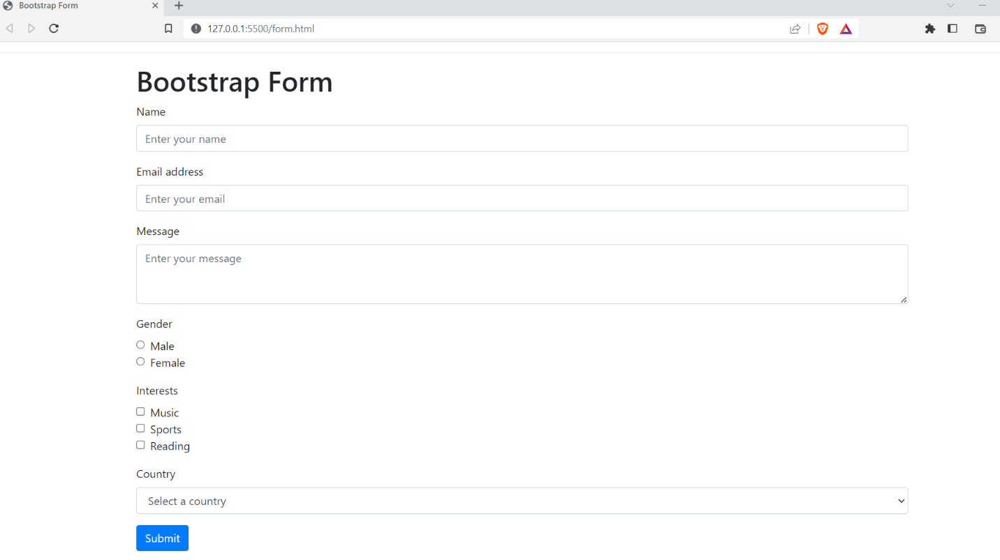 Bootstrap Form
127.0.0.1:5500/form.html
Bootstrap Form
Name
Enter your name
Email address
Enter your email
Message
Enter your message
Gender
Male
Female
Interests
Music
Sports
Reading
Country
Select a country
Submit